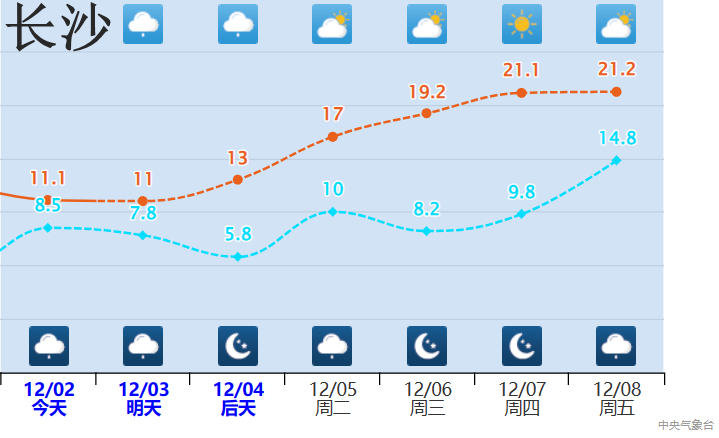 长沙
11.1 11 13 17 19.2 21.1 21.2
8.5 7.8 5.8 10 8.2 9.8 14.8
12/02 12/03 12/04 12/05 12/06 12/07 12/08
今天 明天 后天 周二 周三 周四 周五
中央气象台